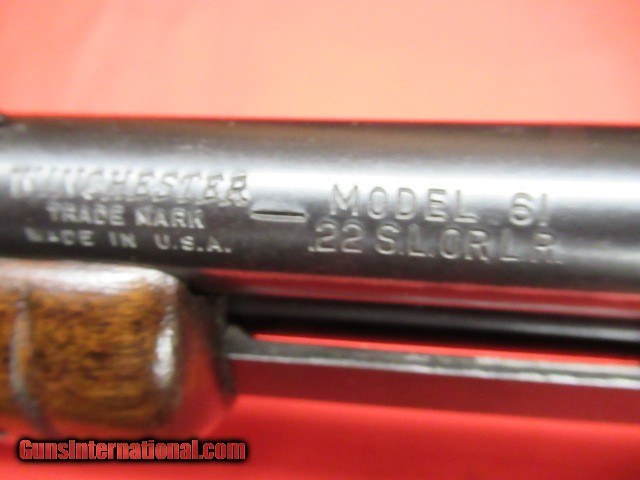 WINCHESTER
TRADE MARK
MADE IN U.S.A.
MODEL 61
.22 S.L.OR L.R.
GunsInternational.com